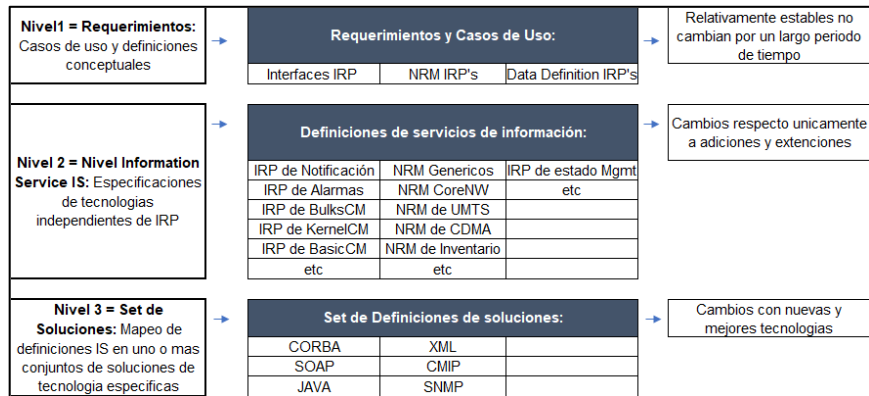 Nivel1 = Requerimientos:
Casos de uso y definiciones
conceptuales
Requerimientos y Casos de Uso:
Interfaces IRP
NRM IRP's
Data Definition IRP's
Relativamente estables no
cambian por un largo periodo
de tiempo
Nivel 2 = Nivel Information
Service IS: Especificaciones
de tecnologias
independientes de IRP
Definiciones de servicios de información:
IRP de Notificación
NRM Genericos
IRP de estado Mgmt
IRP de Alarmas
NRM CoreNW
etc
IRP de BulksCM
NRM de UMTS
IRP de KernelCM
NRM de CDMA
IRP de BasicCM
NRM de Inventario
etc
etc
Cambios respecto unicamente
a adiciones y extenciones
Nivel 3 = Set de
Soluciones: Mapeo de
definiciones IS en uno o mas
conjuntos de soluciones de
tecnologia especificas
Set de Definiciones de soluciones:
CORBA
XML
SOAP
CMIP
JAVA
SNMP
Cambios con nuevas y
mejores tecnologias